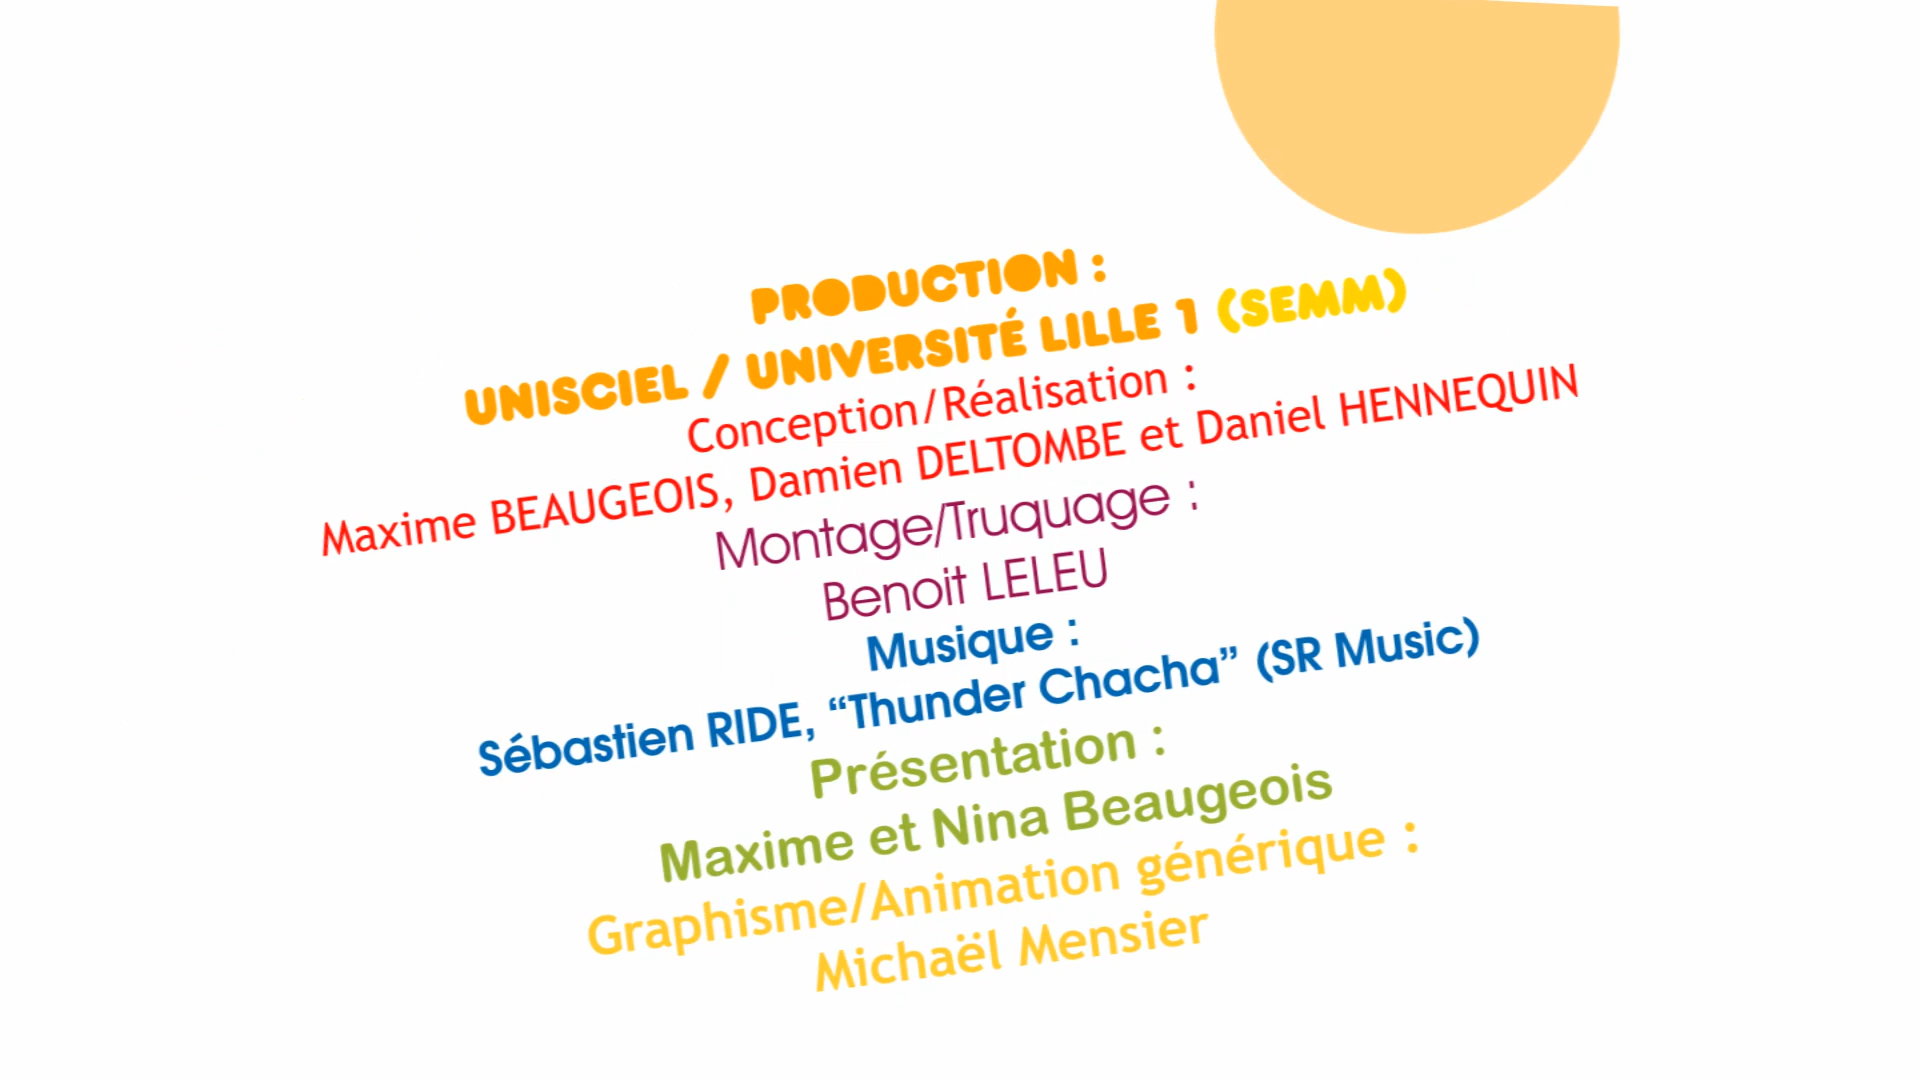 PRODUCTION :
UNISCIEL / UNIVERSITÉ LILLE 1 (SEMM)
Conception/Réalisation :
Maxime BEAUGEOIS, Damien DELTOMBE et Daniel HENNEQUIN
Montage/Truquage :
Benoit LELEU
Musique :
Sébastien RIDE, “Thunder Chacha” (SR Music)
Présentation :
Maxime et Nina Beaugeois
Graphisme/Animation générique :
Michaël Mensier